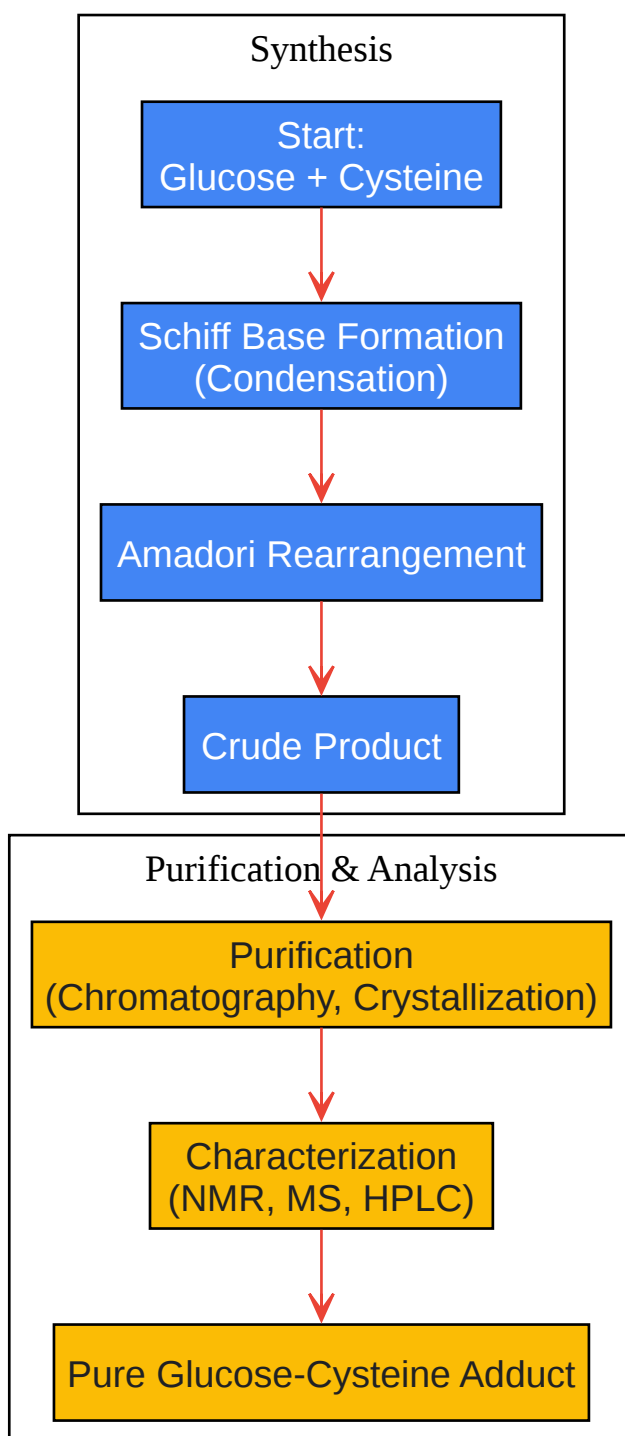 Synthesis
Start:
Glucose + Cysteine
Schiff Base Formation
(Condensation)
Amadori Rearrangement
Crude Product
Purification & Analysis
Purification
(Chromatography, Crystallization)
Characterization
(NMR, MS, HPLC)
Pure Glucose-Cysteine Adduct